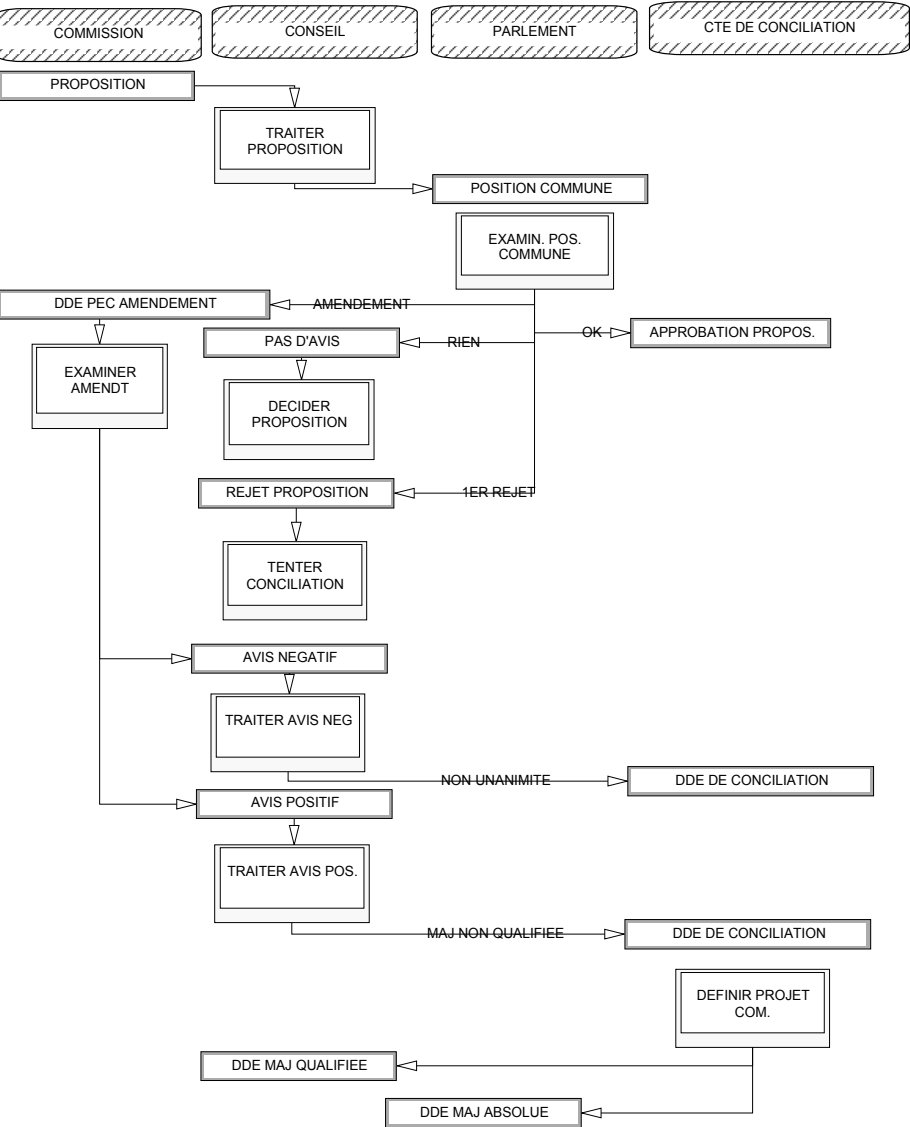 COMMISSION
CONSEIL
PARLEMENT
CTE DE CONCILIATION
PROPOSITION
TRAITER
PROPOSITION
POSITION COMMUNE
EXAMIN. POS.
COMMUNE
DDE PEC AMENDEMENT
AMENDEMENT
PAS D'AVIS
RIEN
OK
APPROBATION PROPOS.
EXAMINER
AMENDT
DECIDER
PROPOSITION
REJET PROPOSITION
1ER REJET
TENTER
CONCILIATION
AVIS NEGATIF
TRAITER AVIS NEG
NON UNANIMITE
DDE DE CONCILIATION
AVIS POSITIF
TRAITER AVIS POS.
MAJ NON QUALIFIEE
DDE DE CONCILIATION
DEFINIR PROJET
COM.
DDE MAJ QUALIFIEE
DDE MAJ ABSOLUE